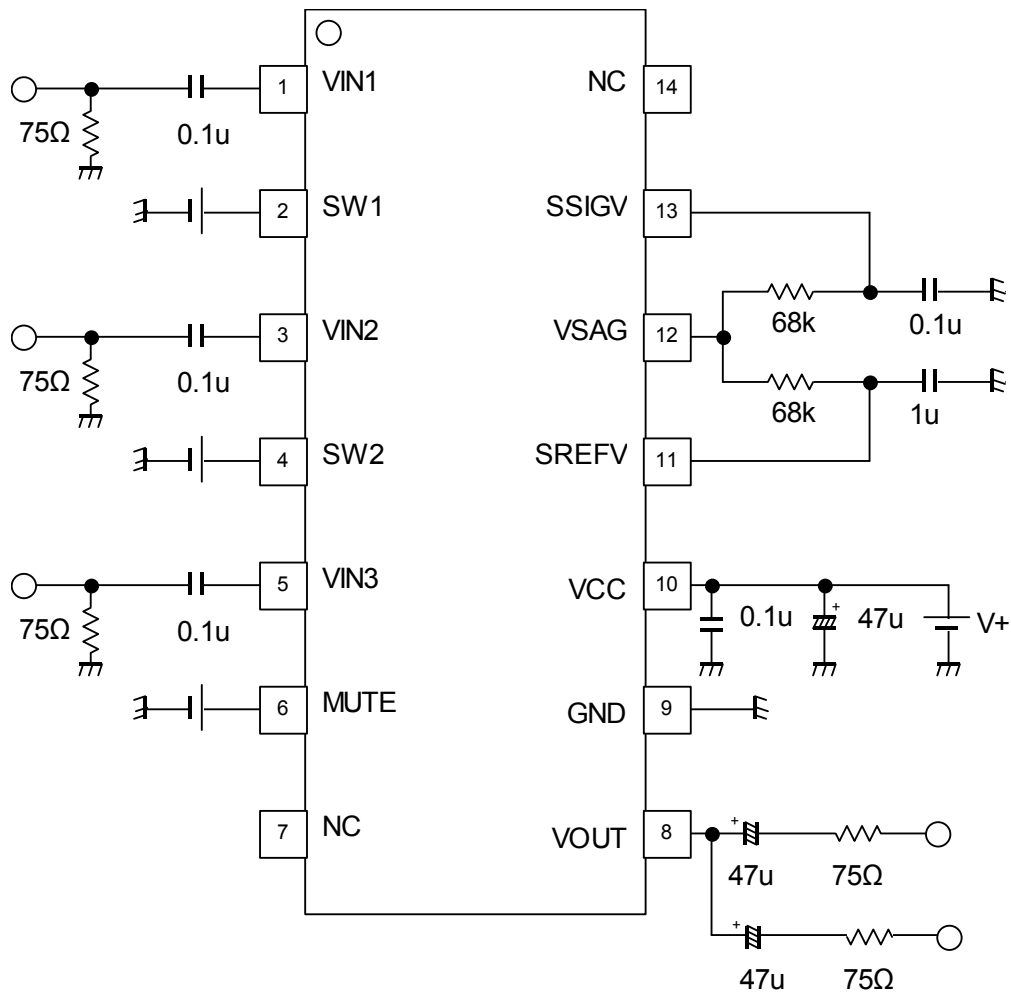 1 VIN1 NC 14
75Ω 0.1u
2 SW1 SSIGV 13
3 VIN2 VSAG 12 68k 0.1u
75Ω 0.1u
68k 1u
4 SW2 SREFV 11
5 VIN3 VCC 10
75Ω 0.1u 0.1u + 47u V+
6 MUTE GND 9
7 NC VOUT 8 +
47u 75Ω
+
47u 75Ω